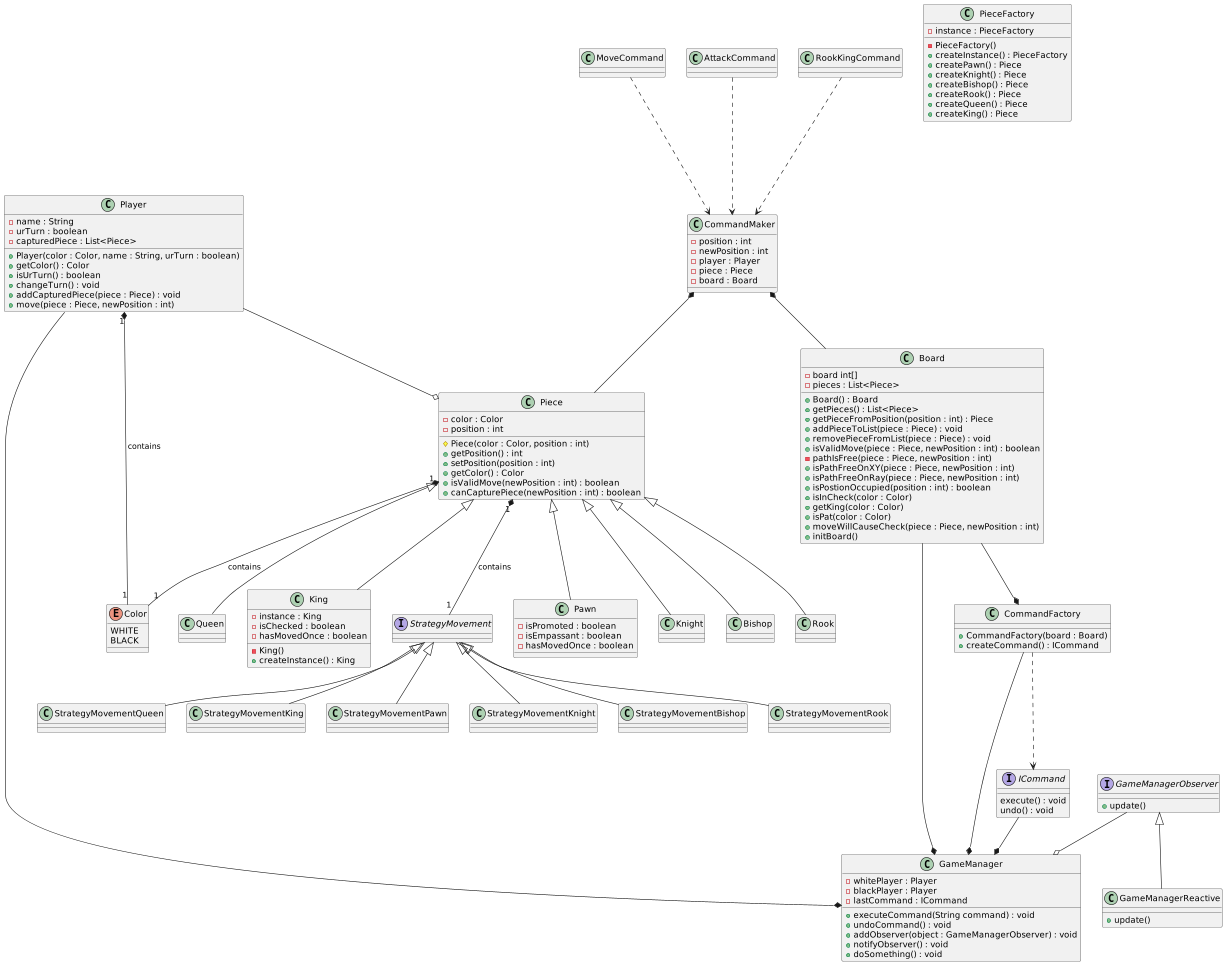 C PieceFactory
instance : PieceFactory
PieceFactory()
createInstance() : PieceFactory
createPawn() : Piece
createKnight() : Piece
createBishop() : Piece
createRook() : Piece
createQueen() : Piece
createKing() : Piece
C MoveCommand
C AttackCommand
C RookKingCommand
C Player
name : String
urTurn : boolean
capturedPiece : List<Piece>
Player(color : Color, name : String, urTurn : boolean)
getColor() : Color
isUrTurn() : boolean
changeTurn() : void
addCapturedPiece(piece : Piece) : void
move(piece : Piece, newPosition : int)
C CommandMaker
position : int
newPosition : int
player : Player
piece : Piece
board : Board
1
contains
1
C Piece
color : Color
position : int
Piece(color : Color, position : int)
getPosition() : int
setPosition(position : int)
getColor() : Color
isValidMove(newPosition : int) : boolean
canCapturePiece(newPosition : int) : boolean
C Board
board int[]
pieces : List<Piece>
Board() : Board
getPieces() : List<Piece>
getPieceFromPosition(position : int) : Piece
addPieceToList(piece : Piece) : void
removePieceFromList(piece : Piece) : void
isValidMove(piece : Piece, newPosition : int) : boolean
pathIsFree(piece : Piece, newPosition : int)
isPathFreeOnXY(piece : Piece, newPosition : int)
isPathFreeOnRay(piece : Piece, newPosition : int)
isPostionOccupied(position : int) : boolean
isInCheck(color : Color)
getKing(color : Color)
isPat(color : Color)
moveWillCauseCheck(piece : Piece, newPosition : int)
initBoard()
1
contains
1
1
contains
1
E Color
WHITE
BLACK
C Queen
C King
instance : King
isChecked : boolean
hasMovedOnce : boolean
King()
createInstance() : King
I StrategyMovement
C Pawn
isPromoted : boolean
isEmpassant : boolean
hasMovedOnce : boolean
C Knight
C Bishop
C Rook
C CommandFactory
CommandFactory(board : Board)
createCommand() : ICommand
C StrategyMovementQueen
C StrategyMovementKing
C StrategyMovementPawn
C StrategyMovementKnight
C StrategyMovementBishop
C StrategyMovementRook
I ICommand
execute() : void
undo() : void
I GameManagerObserver
update()
C GameManager
whitePlayer : Player
blackPlayer : Player
lastCommand : ICommand
executeCommand(String command) : void
undoCommand() : void
addObserver(object : GameManagerObserver) : void
notifyObserver() : void
doSomething() : void
C GameManagerReactive
update()